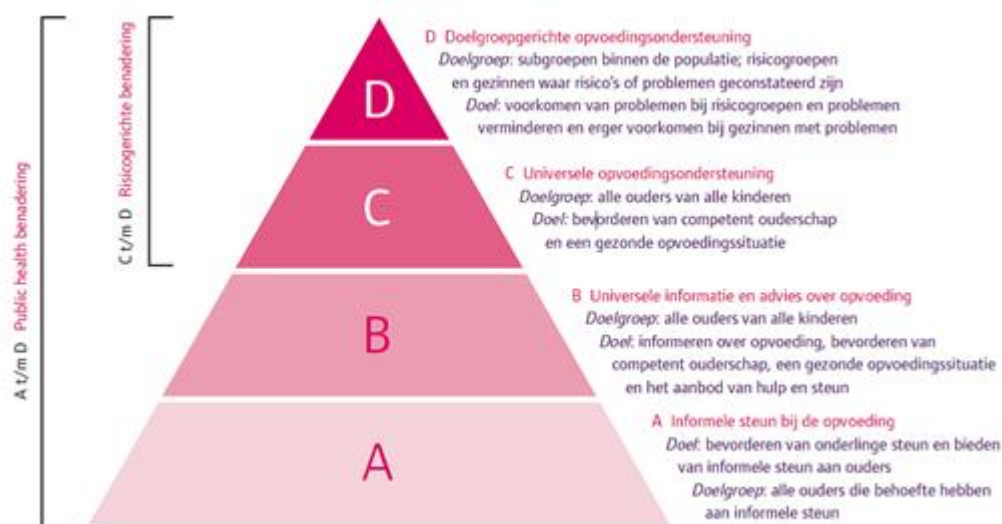 A t/m D Public health benadering
C t/m D Risicogerichte benadering
D
C
B
A
D Doelgroepgerichte opvoedingsondersteuning
Doelgroep: subgroepen binnen de populatie; risicogroepen
en gezinnen waar risico's of problemen geconstateerd zijn
Doel: voorkomen van problemen bij risicogroepen en problemen
verminderen en erger voorkomen bij gezinnen met problemen
C Universele opvoedingsondersteuning
Doelgroep: alle ouders van alle kinderen
Doel: bevorderen van competent ouderschap
en een gezonde opvoedingssituatie
B Universele informatie en advies over opvoeding
Doelgroep: alle ouders van alle kinderen
Doel: informeren over opvoeding, bevorderen van
competent ouderschap, een gezonde opvoedingssituatie
en het aanbod van hulp en steun
A Informele steun bij de opvoeding
Doel: bevorderen van onderlinge steun en bieden
van informele steun aan ouders
Doelgroep: alle ouders die behoefte hebben
aan informele steun